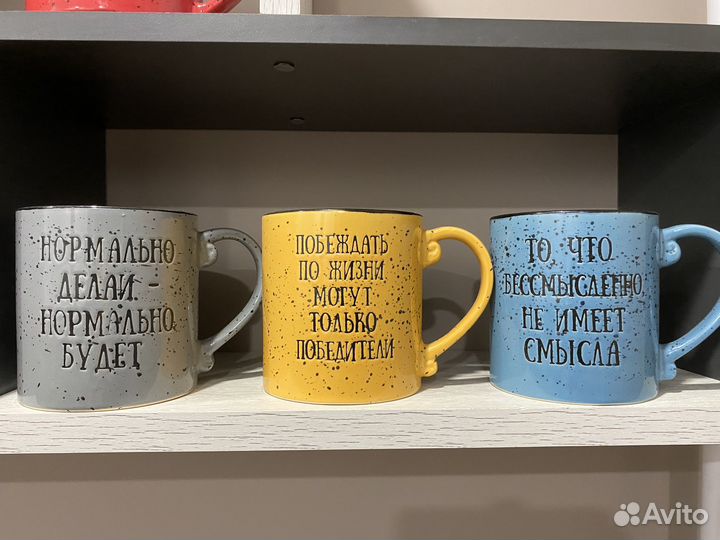 НОРМАЛЬНО
ДЕЛАЙ -
НОРМАЛЬНО
БУДЕТ
ПОБЕЖДАТЬ
ПО ЖИЗНИ
МОГУТ
ТОЛЬКО
ПОБЕДИТЕЛИ
ТО, ЧТО
БЕССМЫСЛЕННО,
НЕ ИМЕЕТ
СМЫСЛА
Avito